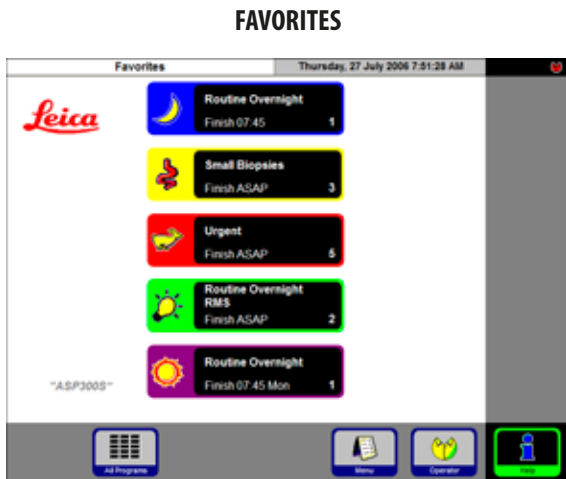 FAVORITES
Favorites
Thursday, 27 July 2006 7:51:28 AM
Leica
Routine Overnight
Finish 07:45 1
Small Biopsies
Finish ASAP 3
Urgent
Finish ASAP 5
Routine Overnight
RMS
Finish ASAP 2
Routine Overnight
Finish 07:45 Mon 1
"ASP300S"
All Programs
Menu
Operator
Help